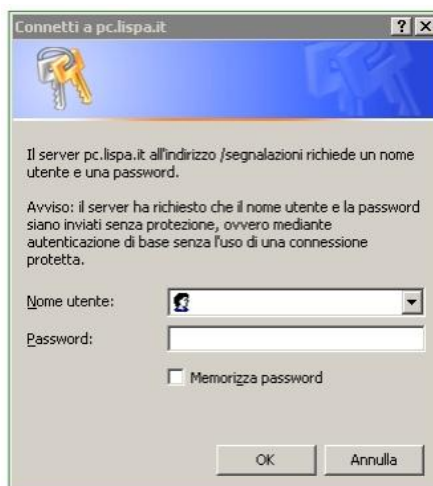 Connetti a pc.lispa.it
Il server pc.lispa.it all'indirizzo /segnalazioni richiede un nome
utente e una password.
Avviso: il server ha richiesto che il nome utente e la password
siano inviati senza protezione, ovvero mediante
autenticazione di base senza l'uso di una connessione
protetta.
Nome utente:
Password:
Memorizza password
OK
Annulla